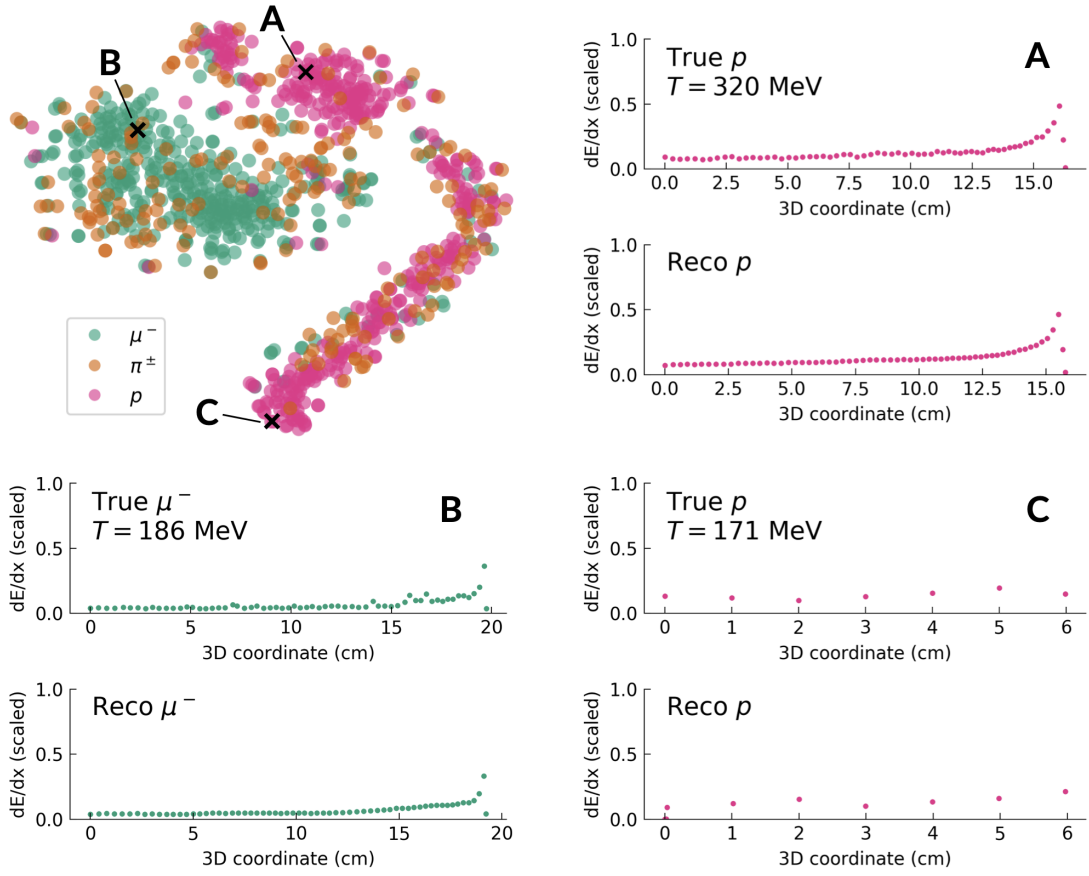 A
B
C
μ⁻
π±
p
dE/dx (scaled)
1.0
0.5
0.0
True p
T = 320 MeV
A
0.0 2.5 5.0 7.5 10.0 12.5 15.0
3D coordinate (cm)
dE/dx (scaled)
1.0
0.5
0.0
Reco p
0.0 2.5 5.0 7.5 10.0 12.5 15.0
3D coordinate (cm)
dE/dx (scaled)
1.0
0.5
0.0
True μ⁻
T = 186 MeV
B
0 5 10 15 20
3D coordinate (cm)
dE/dx (scaled)
1.0
0.5
0.0
Reco μ⁻
0 5 10 15 20
3D coordinate (cm)
dE/dx (scaled)
1.0
0.5
0.0
True p
T = 171 MeV
C
0 1 2 3 4 5 6
3D coordinate (cm)
dE/dx (scaled)
1.0
0.5
0.0
Reco p
0 1 2 3 4 5 6
3D coordinate (cm)